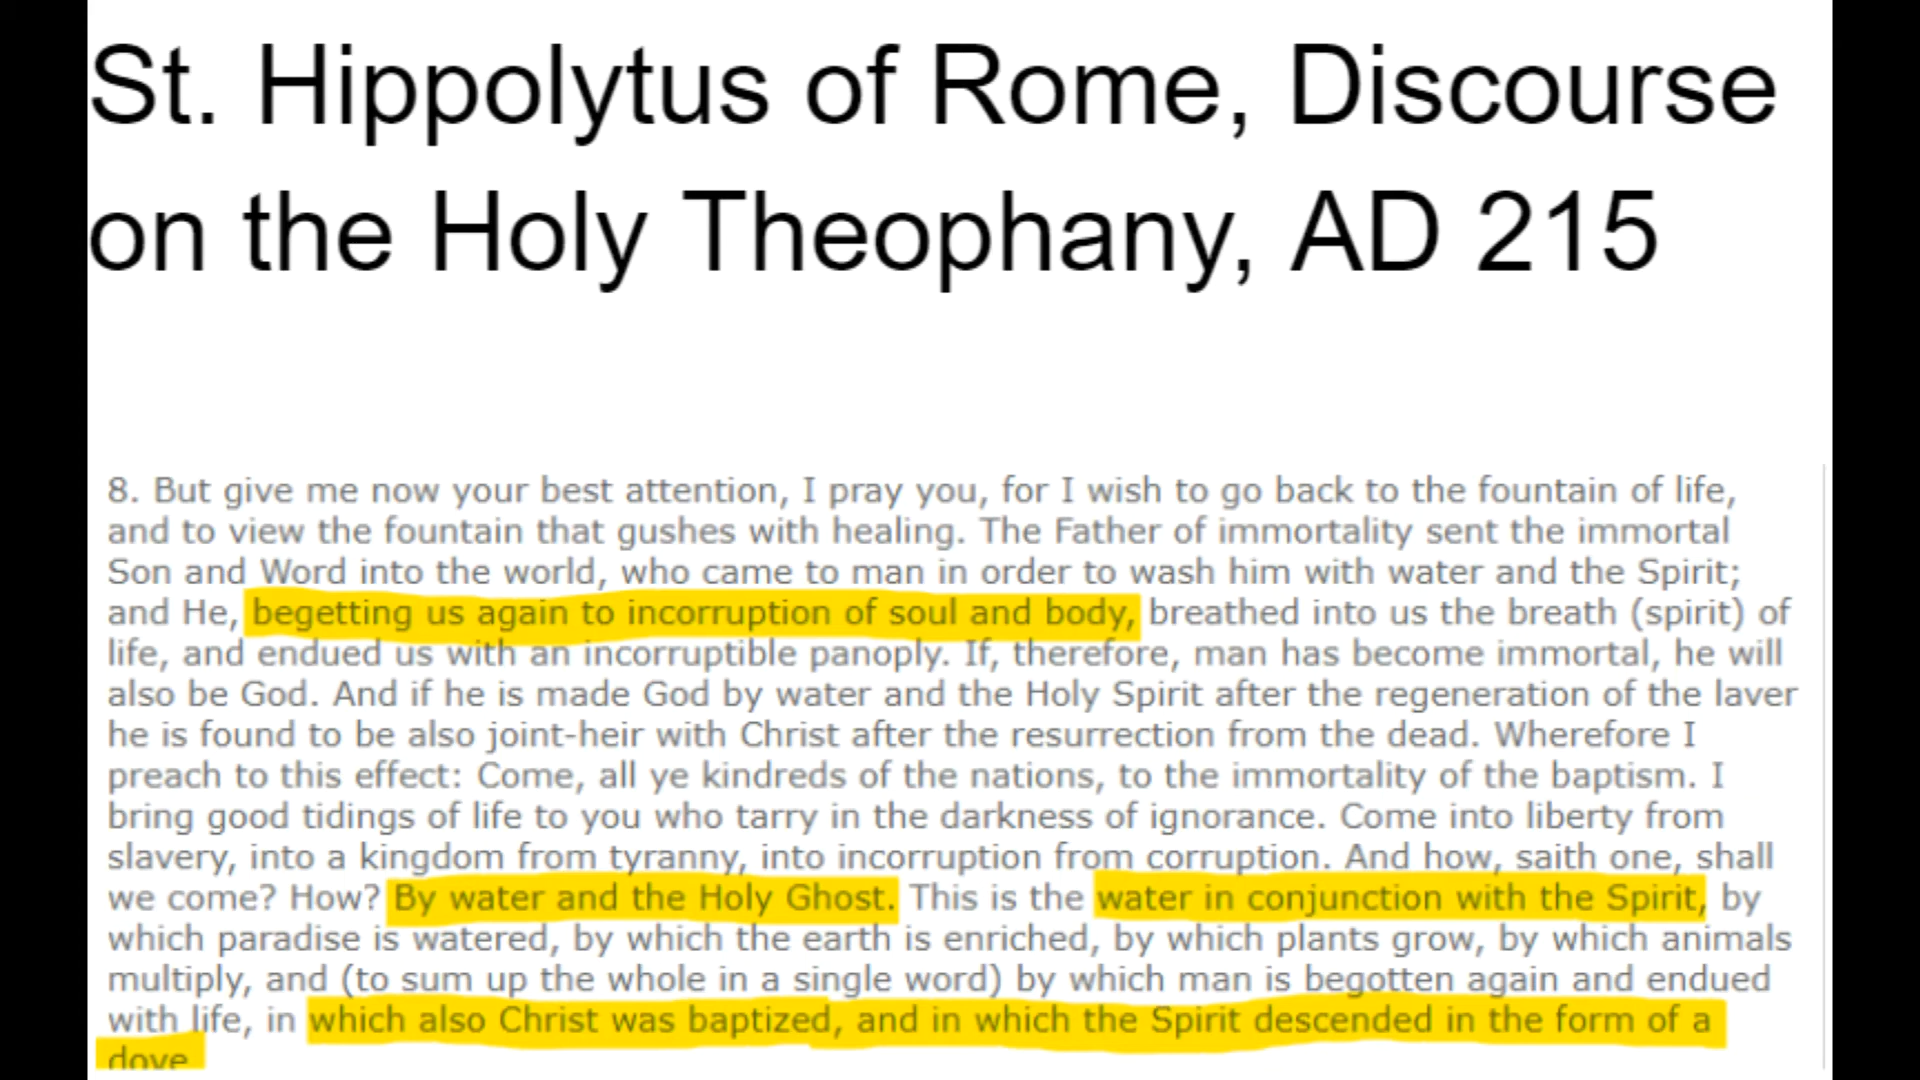 St. Hippolytus of Rome, Discourse
on the Holy Theophany, AD 215
8. But give me now your best attention, I pray you, for I wish to go back to the fountain of life,
and to view the fountain that gushes with healing. The Father of immortality sent the immortal
Son and Word into the world, who came to man in order to wash him with water and the Spirit;
and He, begetting us again to incorruption of soul and body, breathed into us the breath (spirit) of
life, and endued us with an incorruptible panoply. If, therefore, man has become immortal, he will
also be God. And if he is made God by water and the Holy Spirit after the regeneration of the laver
he is found to be also joint-heir with Christ after the resurrection from the dead. Wherefore I
preach to this effect: Come, all ye kindreds of the nations, to the immortality of the baptism. I
bring good tidings of life to you who tarry in the darkness of ignorance. Come into liberty from
slavery, into a kingdom from tyranny, into incorruption from corruption. And how, saith one, shall
we come? How? By water and the Holy Ghost. This is the water in conjunction with the Spirit, by
which paradise is watered, by which the earth is enriched, by which plants grow, by which animals
multiply, and (to sum up the whole in a single word) by which man is begotten again and endued
with life, in which also Christ was baptized, and in which the Spirit descended in the form of a
dove.